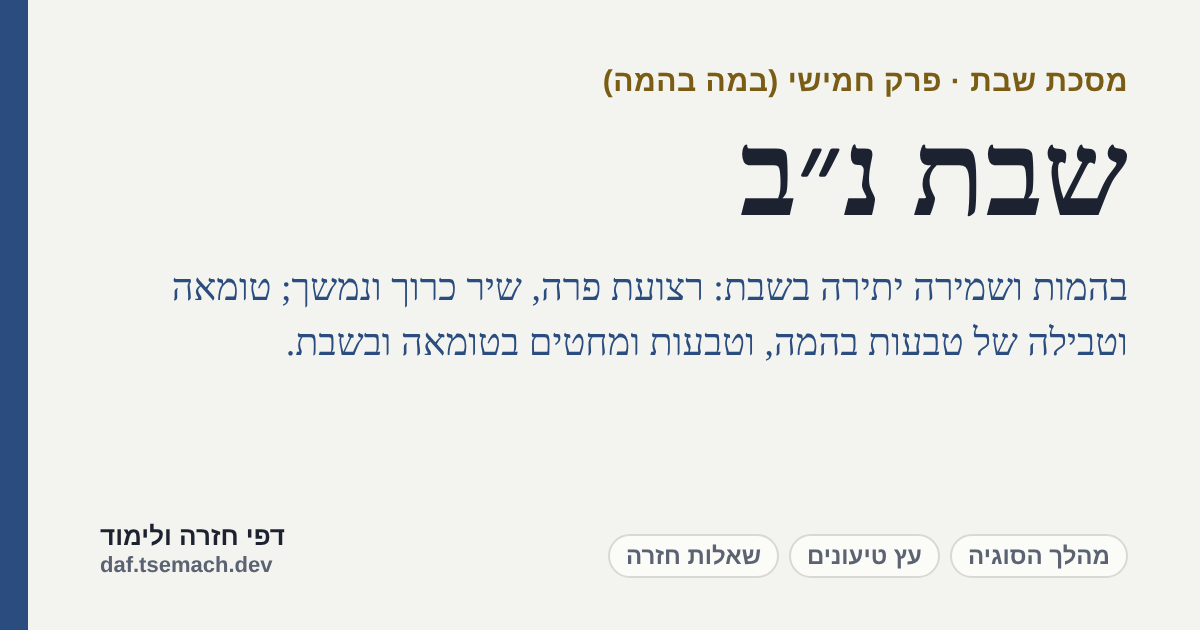 מסכת שבת · פרק חמישי (במה בהמה)
שבת נ״ב
בהמות ושמירה יתירה בשבת: רצועת פרה, שיר כרוך ונמשך; טומאה
וטבילה של טבעות בהמה, וטבעות ומחטים בטומאה ובשבת.
מהלך הסוגיה
עץ טיעונים
שאלות חזרה
דפי חזרה ולימוד
daf.tsemach.dev